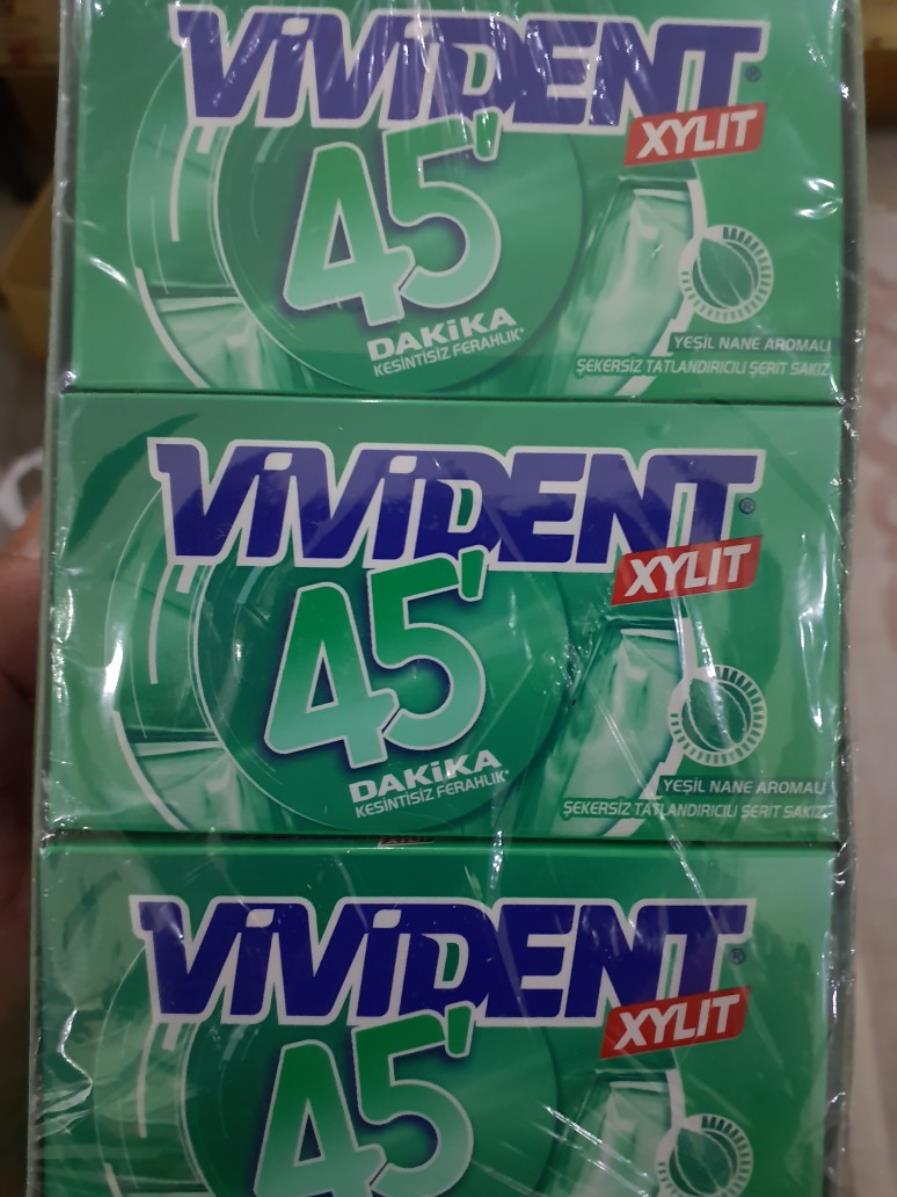 ViViDENT®
XYLIT
45'
DAKİKA
KESİNTİSİZ FERAHLIK*
YEŞİL NANE AROMALI
ŞEKERSİZ TATLANDIRICILI ŞERİT SAKIZ
ViViDENT®
XYLIT
45'
DAKİKA
KESİNTİSİZ FERAHLIK*
YEŞİL NANE AROMALI
ŞEKERSİZ TATLANDIRICILI ŞERİT SAKIZ
ViViDENT®
XYLIT
45'